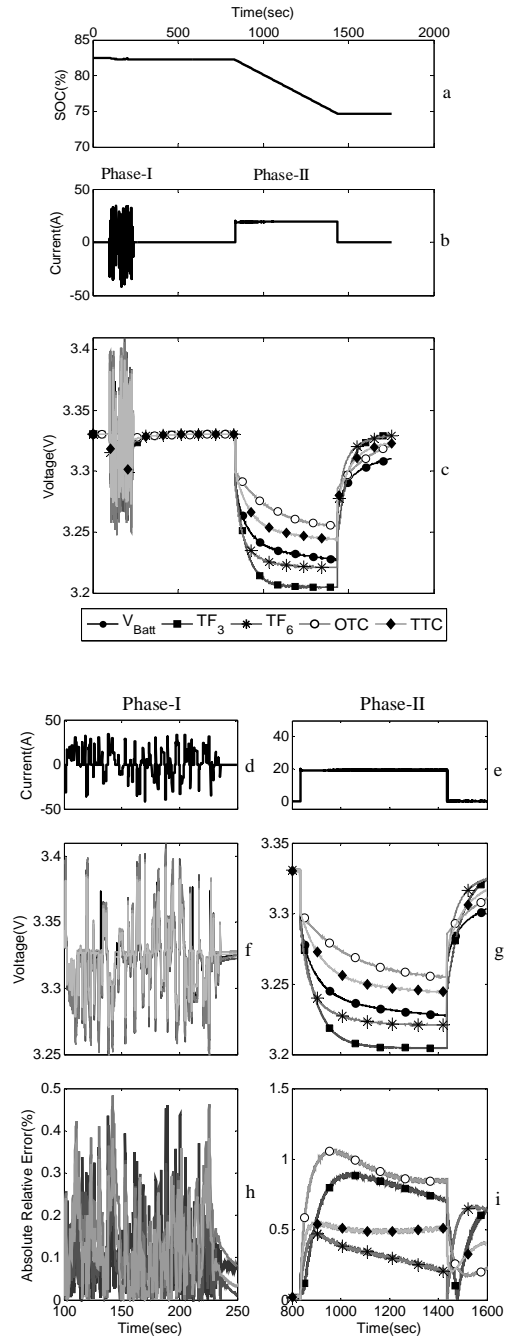 Time(sec)
0 500 1000 1500 2000
85
80
75
70
SOC(%)
a
Phase-I Phase-II
50
0
-50
Current(A)
b
3.4
3.35
3.3
3.25
3.2
Voltage(V)
c
V_Batt TF_3 TF_6 OTC TTC
Phase-I Phase-II
50
0
-50
Current(A)
d
40
20
0
e
3.4
3.35
3.3
3.25
Voltage(V)
f
3.35
3.3
3.25
3.2
g
0.5
0.4
0.3
0.2
0.1
0
Absolute Relative Error(%)
h
100 150 200 250
Time(sec)
1.5
1
0.5
0
i
800 1000 1200 1400 1600
Time(sec)